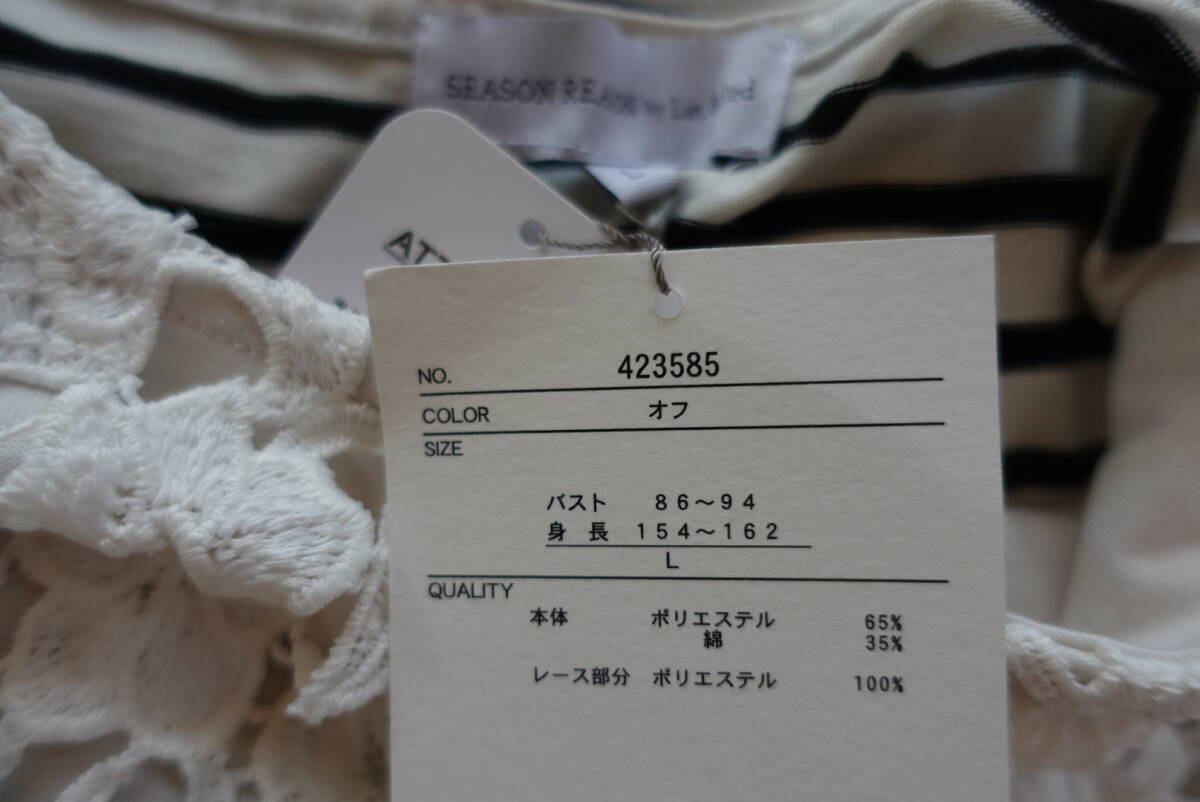 SEASON
ATT
NO. 423585
COLOR オフ
SIZE
バスト 86～94
身長 154～162
L
QUALITY
本体 ポリエステル 65%
綿 35%
レース部分 ポリエステル 100%